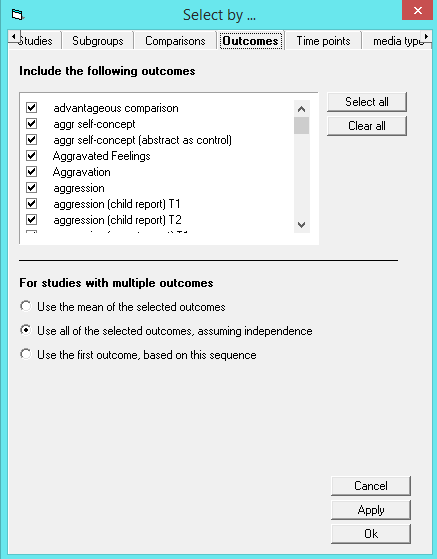 Select by ...
Studies Subgroups Comparisons Outcomes Time points media type
Include the following outcomes
advantageous comparison
aggr self-concept
aggr self-concept (abstract as control)
Aggravated Feelings
Aggravation
aggression
aggression (child report) T1
aggression (child report) T2
Select all
Clear all
For studies with multiple outcomes
Use the mean of the selected outcomes
Use all of the selected outcomes, assuming independence
Use the first outcome, based on this sequence
Cancel
Apply
Ok